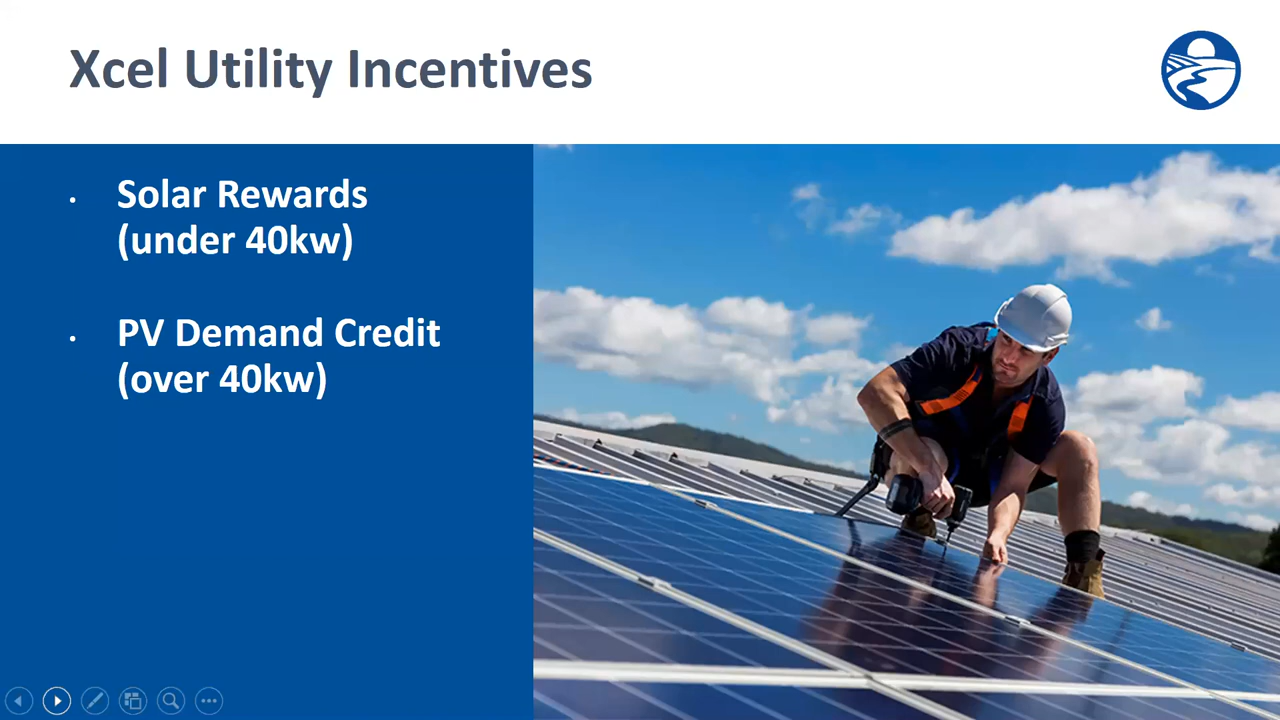 Xcel Utility Incentives
• Solar Rewards
(under 40kw)
• PV Demand Credit
(over 40kw)